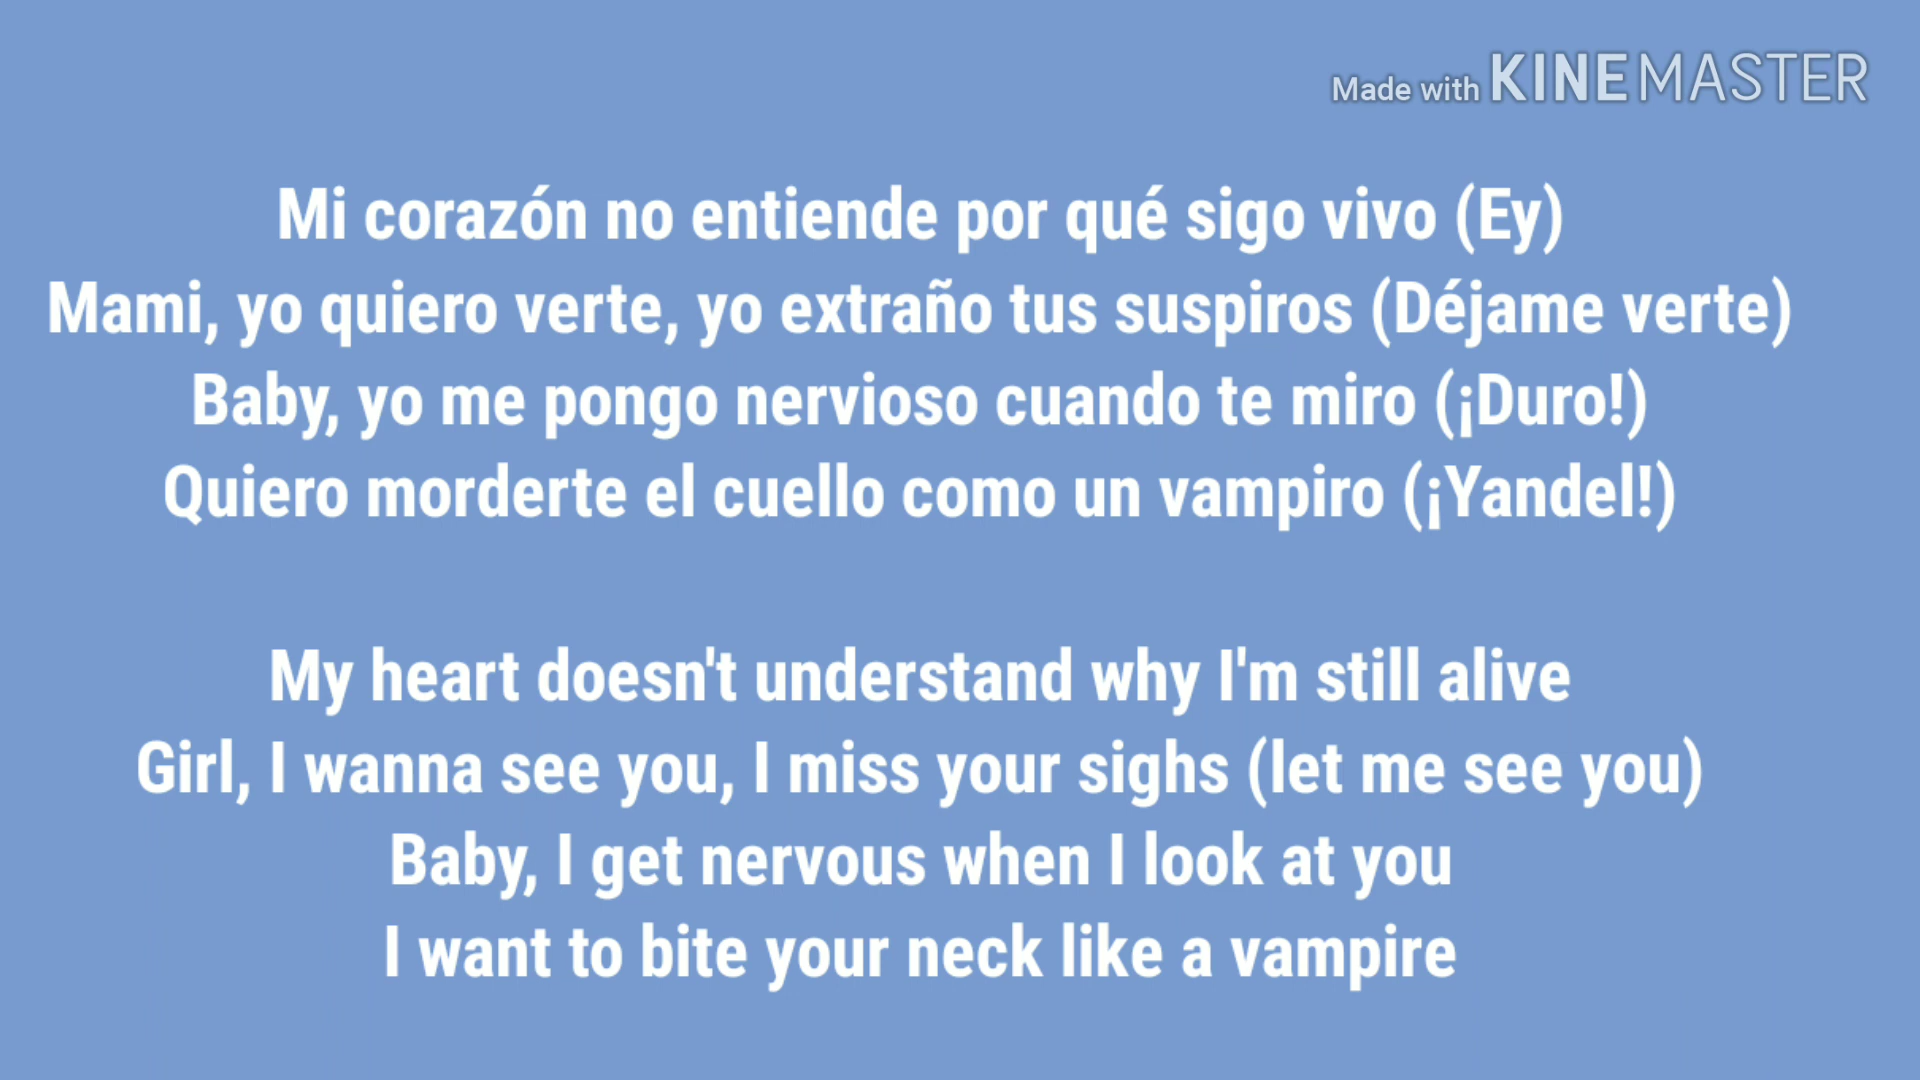 Made with KINEMASTER
Mi corazón no entiende por qué sigo vivo (Ey)
Mami, yo quiero verte, yo extraño tus suspiros (Déjame verte)
Baby, yo me pongo nervioso cuando te miro (¡Duro!)
Quiero morderte el cuello como un vampiro (¡Yandel!)
My heart doesn't understand why I'm still alive
Girl, I wanna see you, I miss your sighs (let me see you)
Baby, I get nervous when I look at you
I want to bite your neck like a vampire